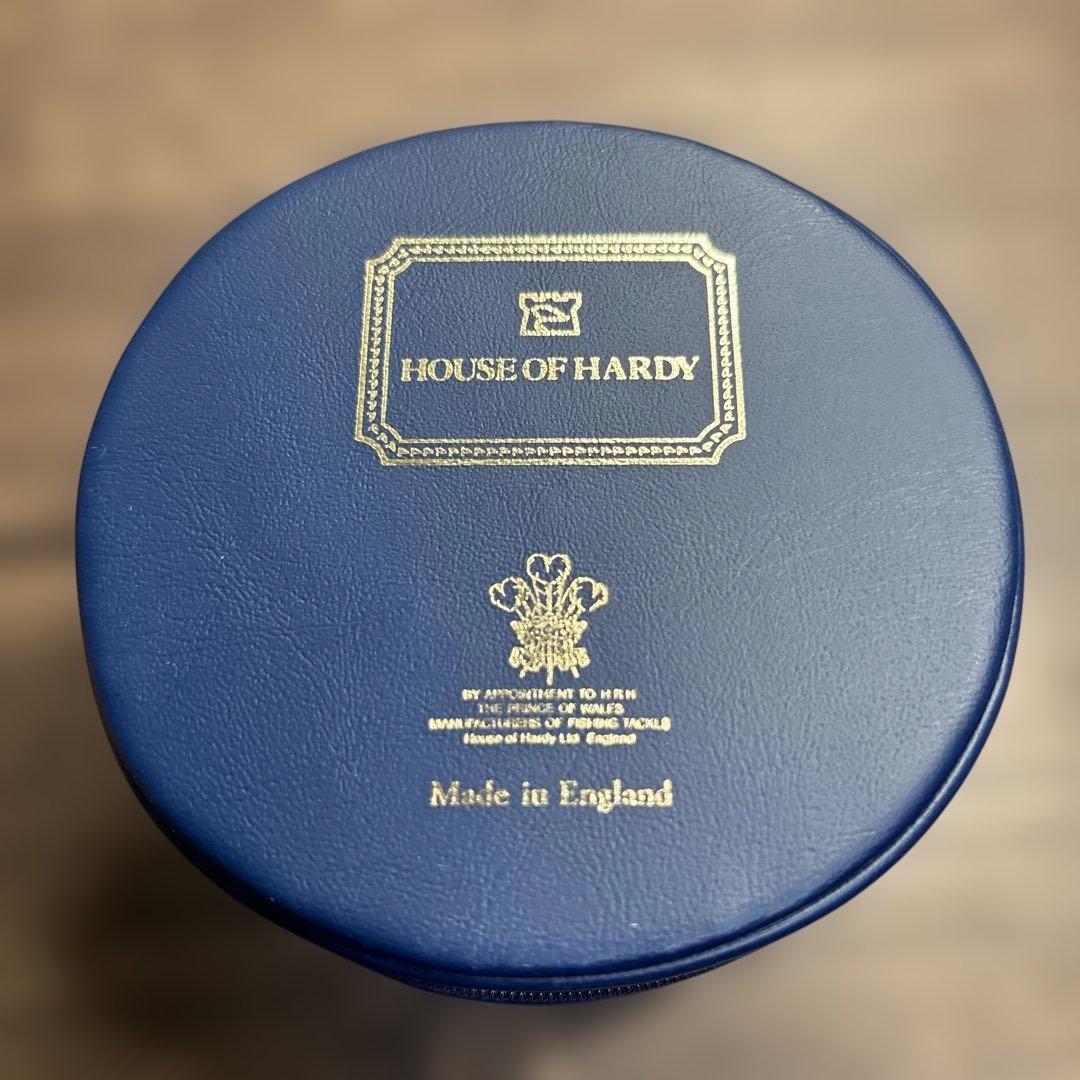 HOUSE OF HARDY
BY APPOINTMENT TO H R H
THE PRINCE OF WALES
MANUFACTURERS OF FISHING TACKLE
House of Hardy Ltd England
Made in England